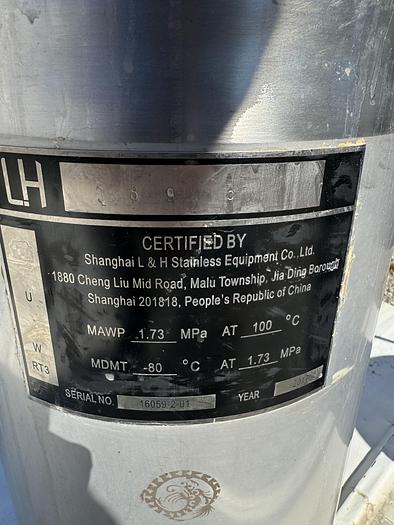 LH
CERTIFIED BY
Shanghai L & H Stainless Equipment Co., Ltd.
1880 Cheng Liu Mid Road, Malu Township, Jia Ding Borough
Shanghai 201818, People's Republic of China
U
MAWP 1.73 MPa AT 100 °C
W
MDMT -80 °C AT 1.73 MPa
RT3
SERIAL NO. 16059-2-01 YEAR